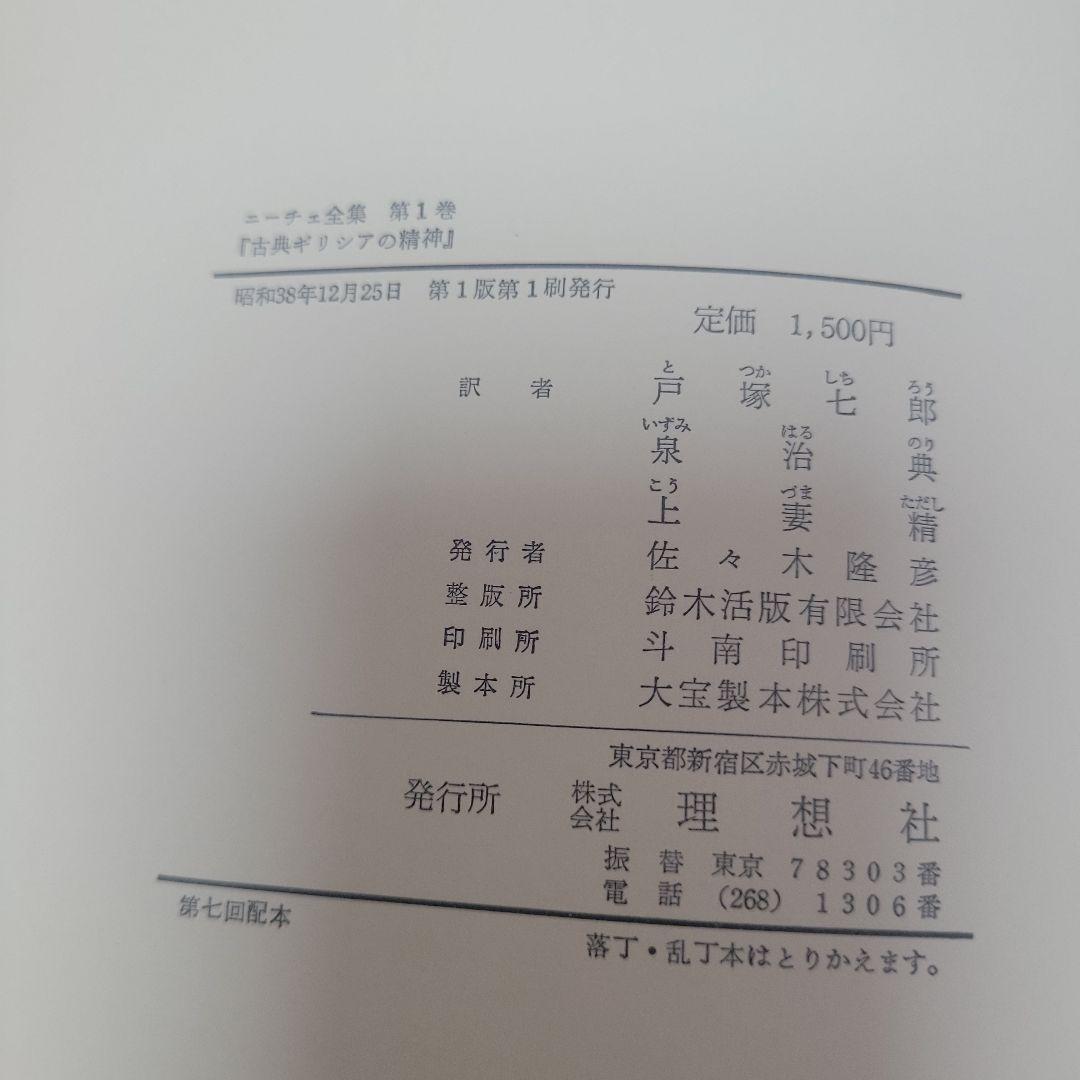 ニーチェ全集 第1巻
『古典ギリシアの精神』
昭和38年12月25日 第1版第1刷発行
定価 1,500円
と つか しち ろう
訳者 戸塚七郎
いずみ はる のり
泉治典
こう づま ただし
上妻精
発行者 佐々木隆彦
整版所 鈴木活版有限会社
印刷所 斗南印刷所
製本所 大宝製本株式会社
東京都新宿区赤城下町46番地
発行所 株式会社 理想社
振替 東京 78303番
電話 (268) 1306番
第七回配本
落丁・乱丁本はとりかえます。